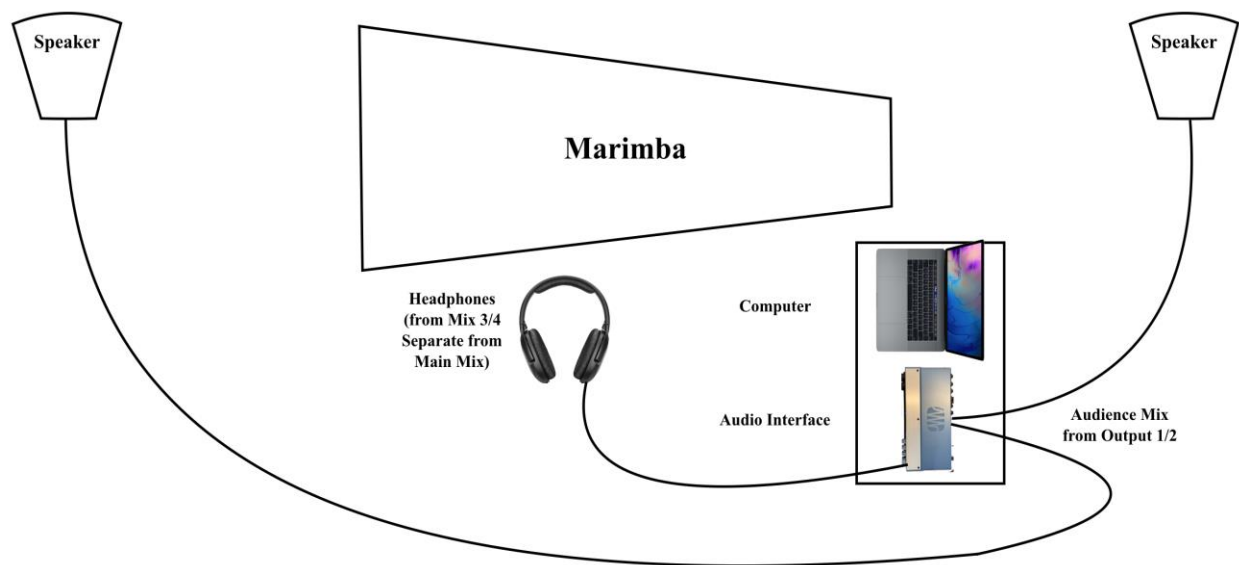 Speaker
Speaker
Marimba
Headphones
(from Mix 3/4
Separate from
Main Mix)
Computer
Audio Interface
Audience Mix
from Output 1/2